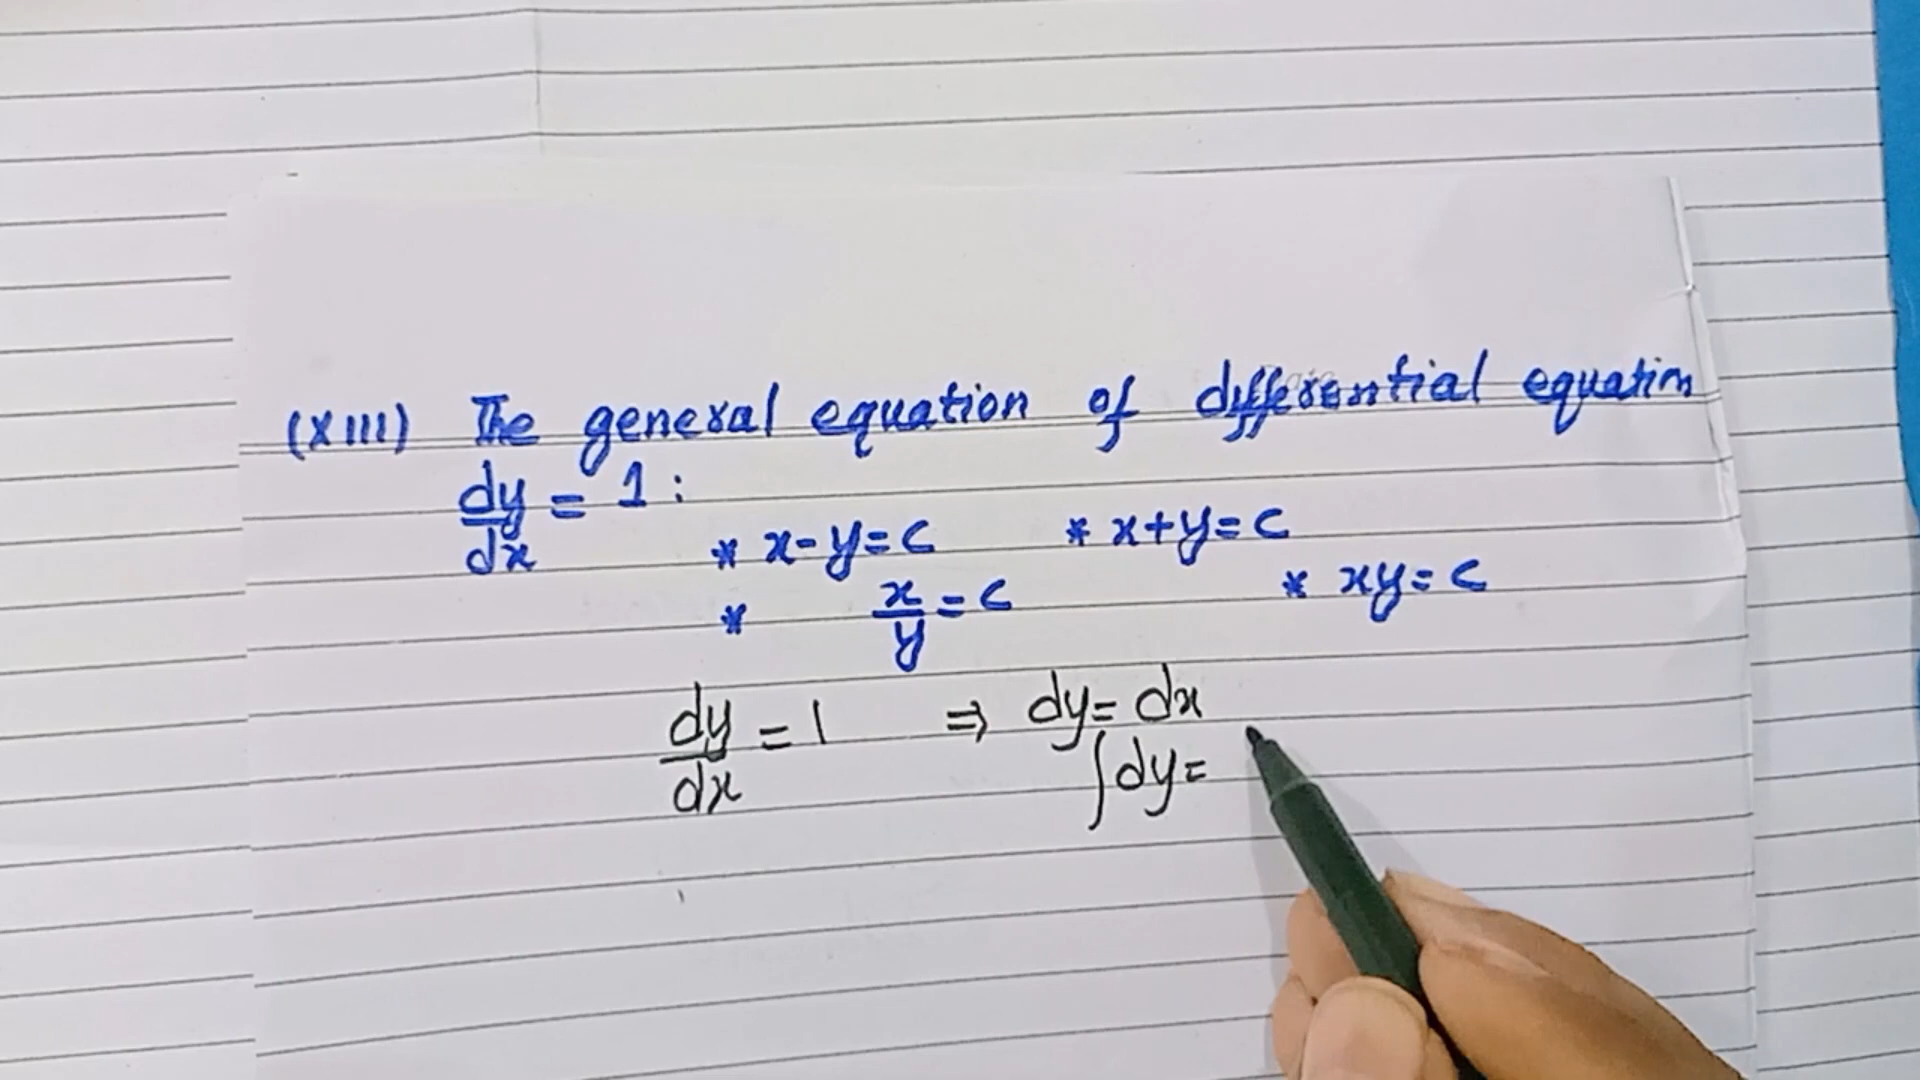 (XIII) The general equation of differential equation
dy/dx = 1:
* x-y=c * x+y=c
* x/y=c * xy=c
dy/dx = 1 ⇒ dy= dx
∫dy=